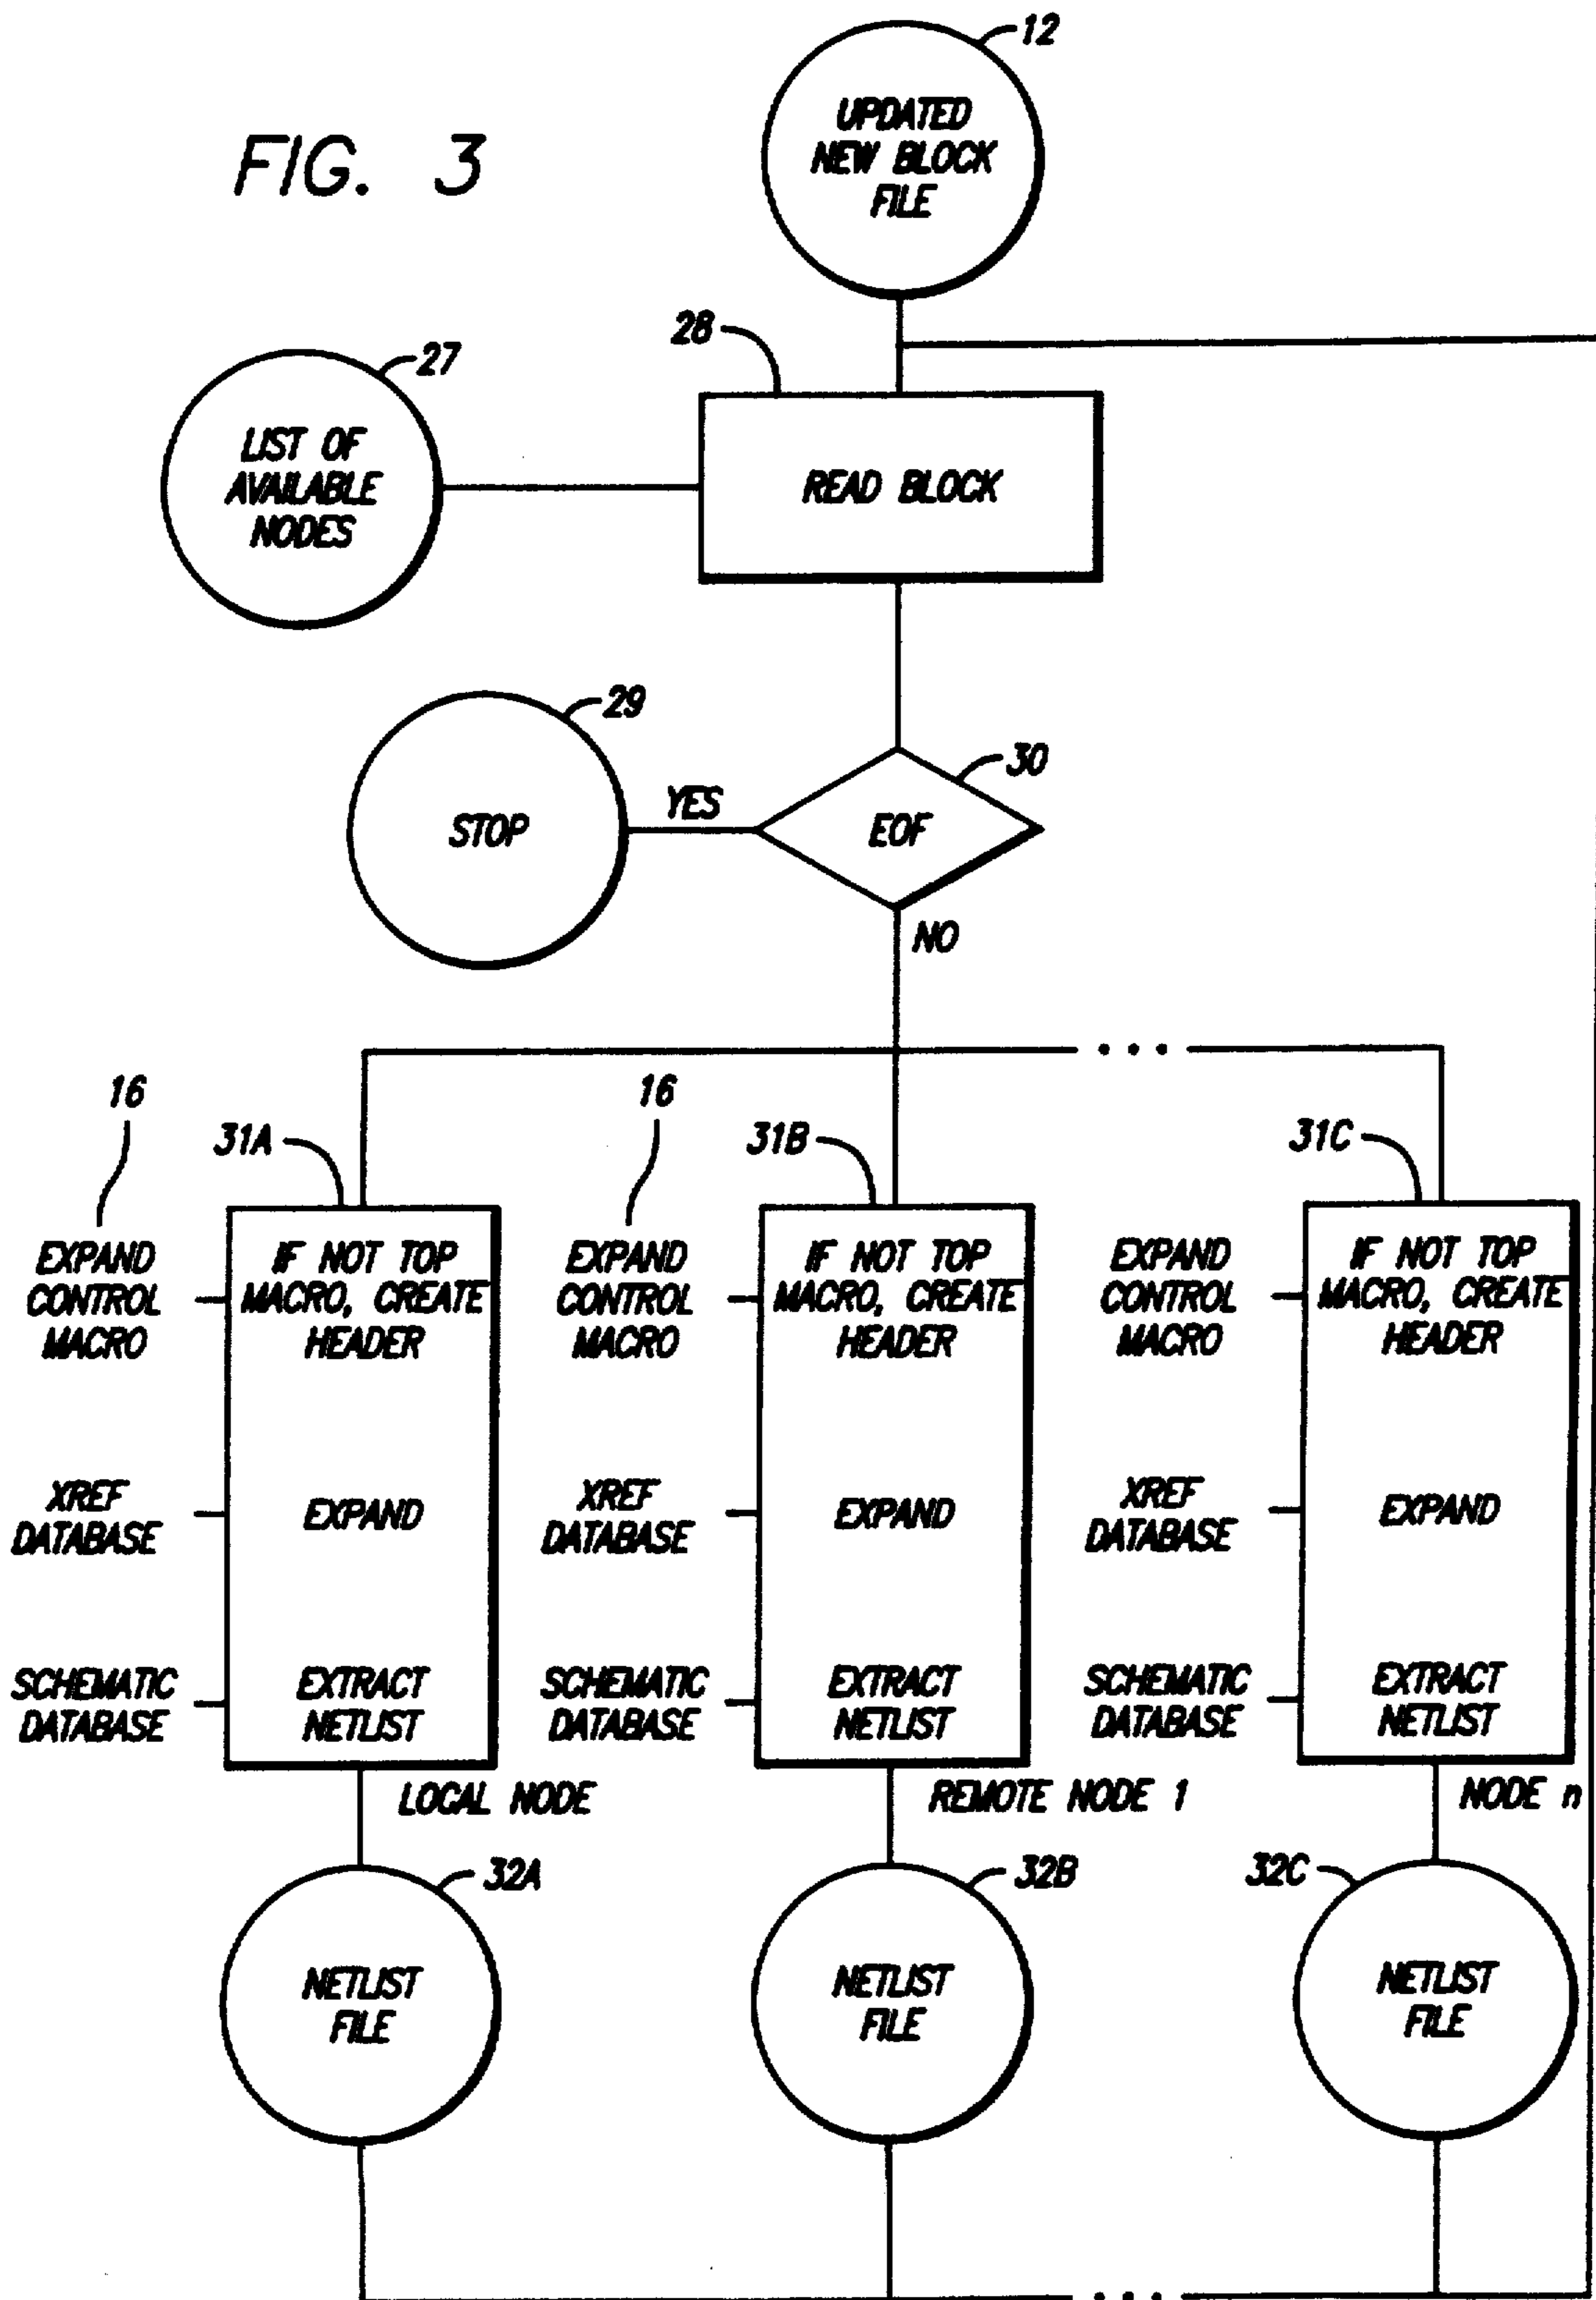 FIG. 3
12
UPDATED
NEW BLOCK
FILE
28
27
LIST OF
AVAILABLE
NODES
READ BLOCK
29
30
STOP
YES
EOF
NO
. . .
16
31A
16
31B
31C
EXPAND
CONTROL
MACRO
IF NOT TOP
MACRO, CREATE
HEADER
EXPAND
CONTROL
MACRO
IF NOT TOP
MACRO, CREATE
HEADER
EXPAND
CONTROL
MACRO
IF NOT TOP
MACRO, CREATE
HEADER
XREF
DATABASE
EXPAND
XREF
DATABASE
EXPAND
XREF
DATABASE
EXPAND
SCHEMATIC
DATABASE
EXTRACT
NETLIST
SCHEMATIC
DATABASE
EXTRACT
NETLIST
SCHEMATIC
DATABASE
EXTRACT
NETLIST
LOCAL NODE
REMOTE NODE 1
NODE n
32A
32B
32C
NETLIST
FILE
NETLIST
FILE
NETLIST
FILE
. . .